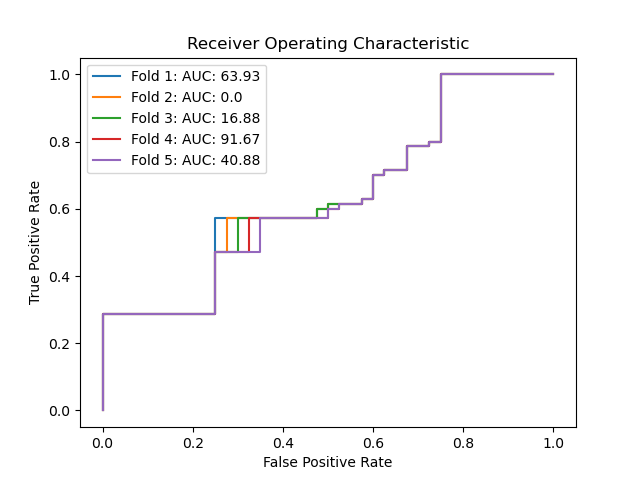 Receiver Operating Characteristic
1.0
0.8
0.6
0.4
0.2
0.0
True Positive Rate
Fold 1: AUC: 63.93
Fold 2: AUC: 0.0
Fold 3: AUC: 16.88
Fold 4: AUC: 91.67
Fold 5: AUC: 40.88
0.0 0.2 0.4 0.6 0.8 1.0
False Positive Rate